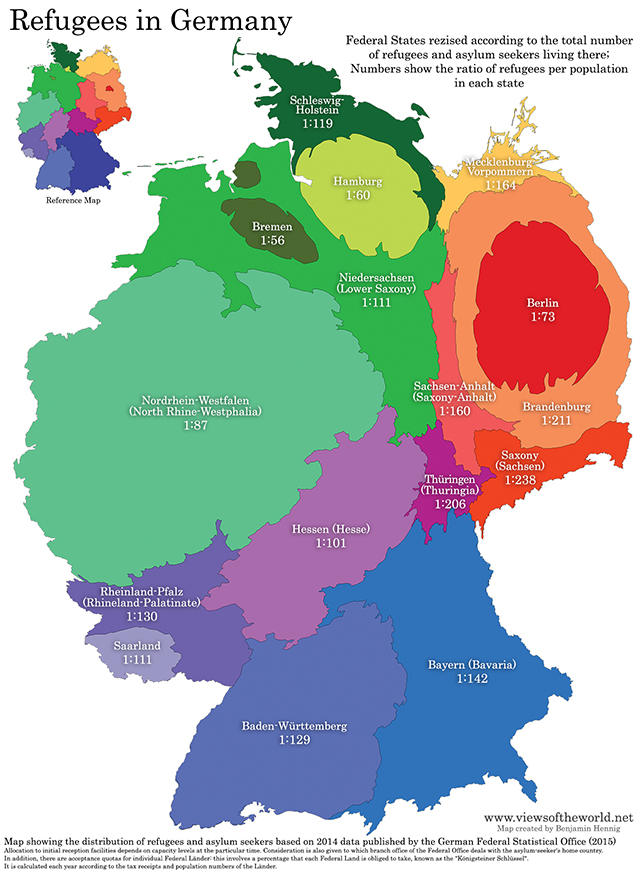 Refugees in Germany
Federal States rezised according to the total number
of refugees and asylum seekers living there;
Numbers show the ratio of refugees per population
in each state
Reference Map
Schleswig-
Holstein
1:119
Mecklenburg-
Vorpommern
1:164
Hamburg
1:60
Bremen
1:56
Niedersachsen
(Lower Saxony)
1:111
Berlin
1:73
Nordrhein-Westfalen
(North Rhine-Westphalia)
1:87
Sachsen-Anhalt
(Saxony-Anhalt)
1:160
Brandenburg
1:211
Saxony
(Sachsen)
1:238
Thüringen
(Thuringia)
1:206
Hessen (Hesse)
1:101
Rheinland-Pfalz
(Rhineland-Palatinate)
1:130
Saarland
1:111
Bayern (Bavaria)
1:142
Baden-Württemberg
1:129
www.viewsoftheworld.net
Map created by Benjamin Hennig
Map showing the distribution of refugees and asylum seekers based on 2014 data published by the German Federal Statistical Office (2015)
Allocation to initial reception facilities depends on capacity levels at the particular time. Consideration is also given to which branch office of the Federal Office deals with the asylum-seeker's home country.
In addition, there are acceptance quotas for individual Federal Länder: this involves a percentage that each Federal Land is obliged to take, known as the "Königsteiner Schlüssel".
It is calculated each year according to the tax receipts and population numbers of the Länder.